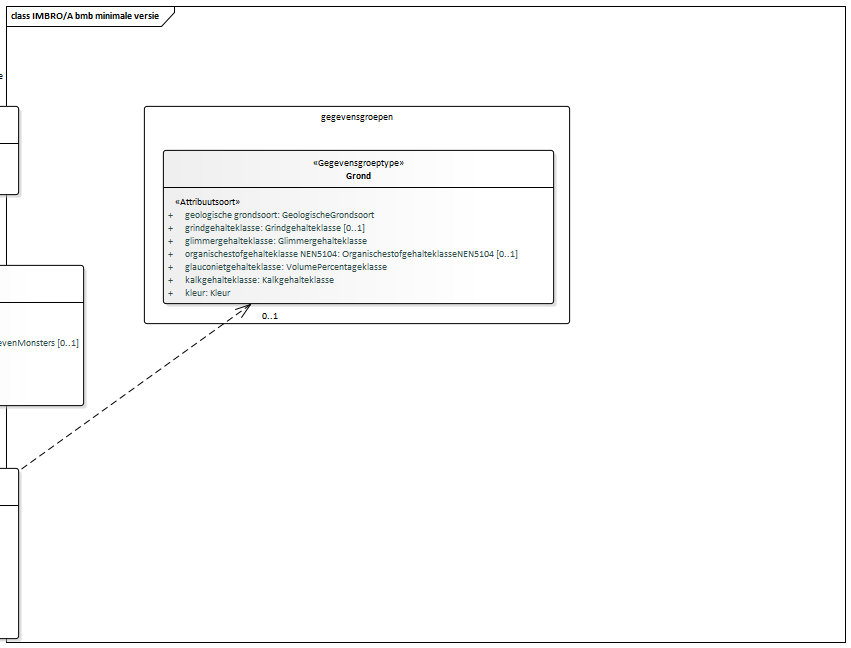 class IMBRO/A bmb minimale versie
e
gegevensgroepen
«Gegevensgroeptype»
Grond
«Attribuutsoort»
+ geologische grondsoort: GeologischeGrondsoort
+ grindgehalteklasse: Grindgehalteklasse [0..1]
+ glimmergehalteklasse: Glimmergehalteklasse
+ organischestofgehalteklasse NEN5104: OrganischestofgehalteklasseNEN5104 [0..1]
+ glauconietgehalteklasse: VolumePercentageklasse
+ kalkgehalteklasse: Kalkgehalteklasse
+ kleur: Kleur
0..1
evenMonsters [0..1]